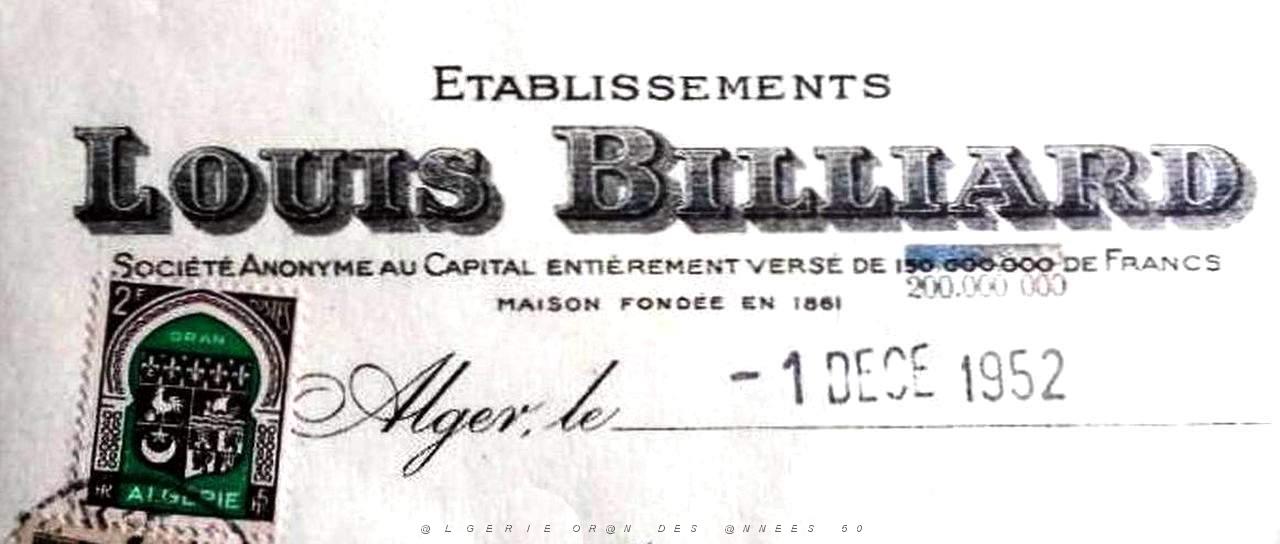 ETABLISSEMENTS
LOUIS BILLIARD
SOCIÉTÉ ANONYME AU CAPITAL ENTIÈREMENT VERSÉ DE 150.000.000 DE FRANCS
200.000 000
MAISON FONDÉE EN 1861
Alger, le - 1 DECE 1952
2F
ORAN
ALGERIE
@LGERIE OR@N DES @NNEES 50